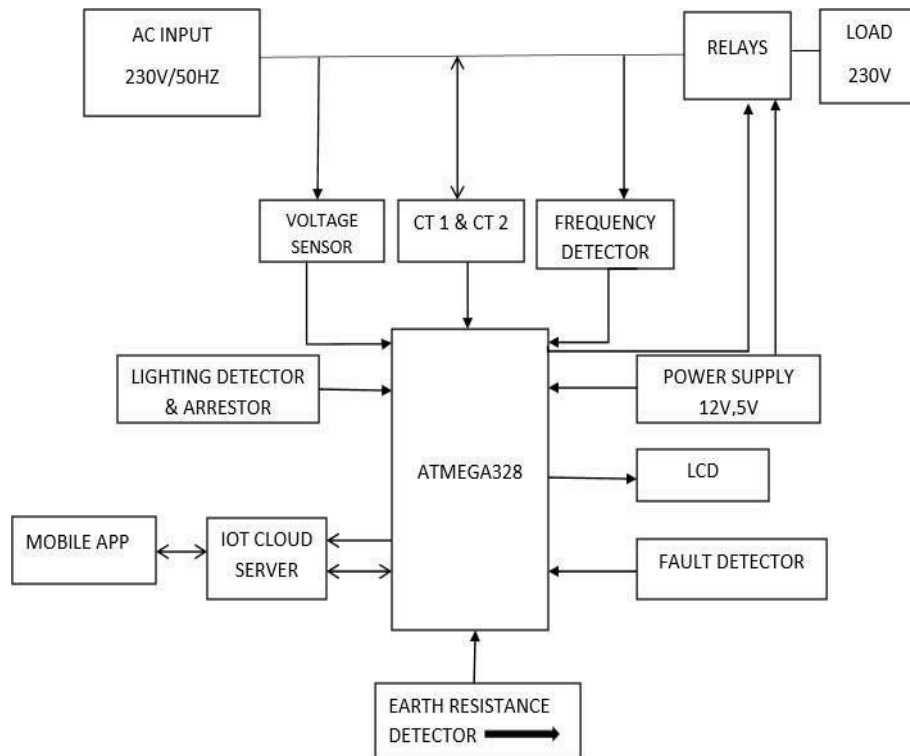 AC INPUT
230V/50HZ
RELAYS
LOAD
230V
VOLTAGE
SENSOR
CT 1 & CT 2
FREQUENCY
DETECTOR
LIGHTING DETECTOR
& ARRESTOR
POWER SUPPLY
12V,5V
ATMEGA328
LCD
MOBILE APP
IOT CLOUD
SERVER
FAULT DETECTOR
EARTH RESISTANCE
DETECTOR